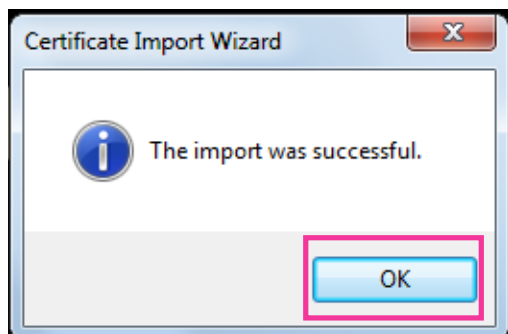 Certificate Import Wizard
The import was successful.
OK